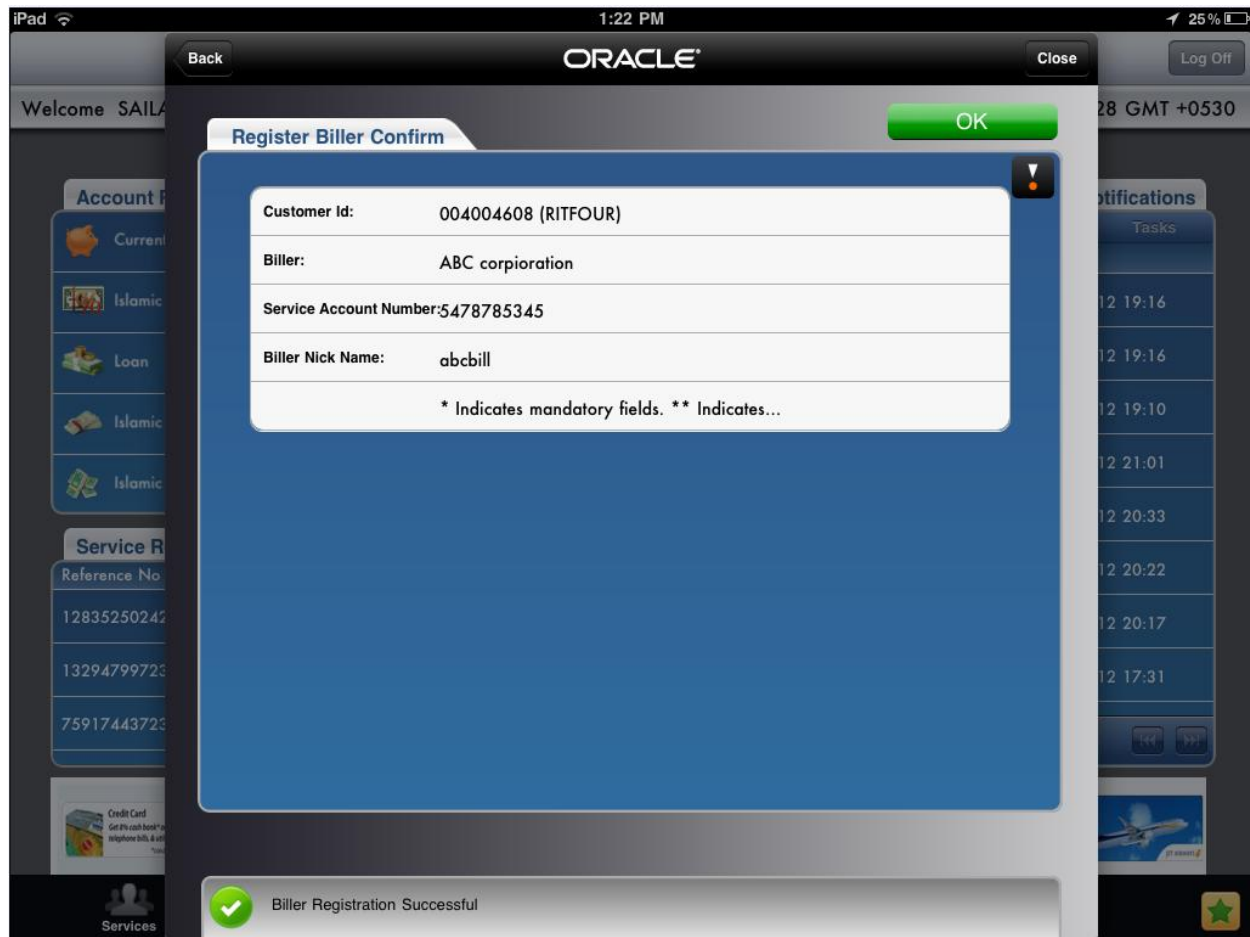 iPad 1:22 PM 25%
Back ORACLE Close Log Off
Welcome 28 GMT +0530
Register Biller Confirm OK
Customer Id: 004004608 (RITFOUR)
Biller: ABC corpioration
Service Account Number: 5478785345
Biller Nick Name: abcbill
* Indicates mandatory fields. ** Indicates...
Account
Current
Islamic
Loan
Islamic
Islamic
Service
Reference No
12835250242
13294799723
75917443723
Tasks
12 19:16
12 19:16
12 19:10
12 21:01
12 20:33
12 20:22
12 20:17
12 17:31
Credit Card
Biller Registration Successful
Services